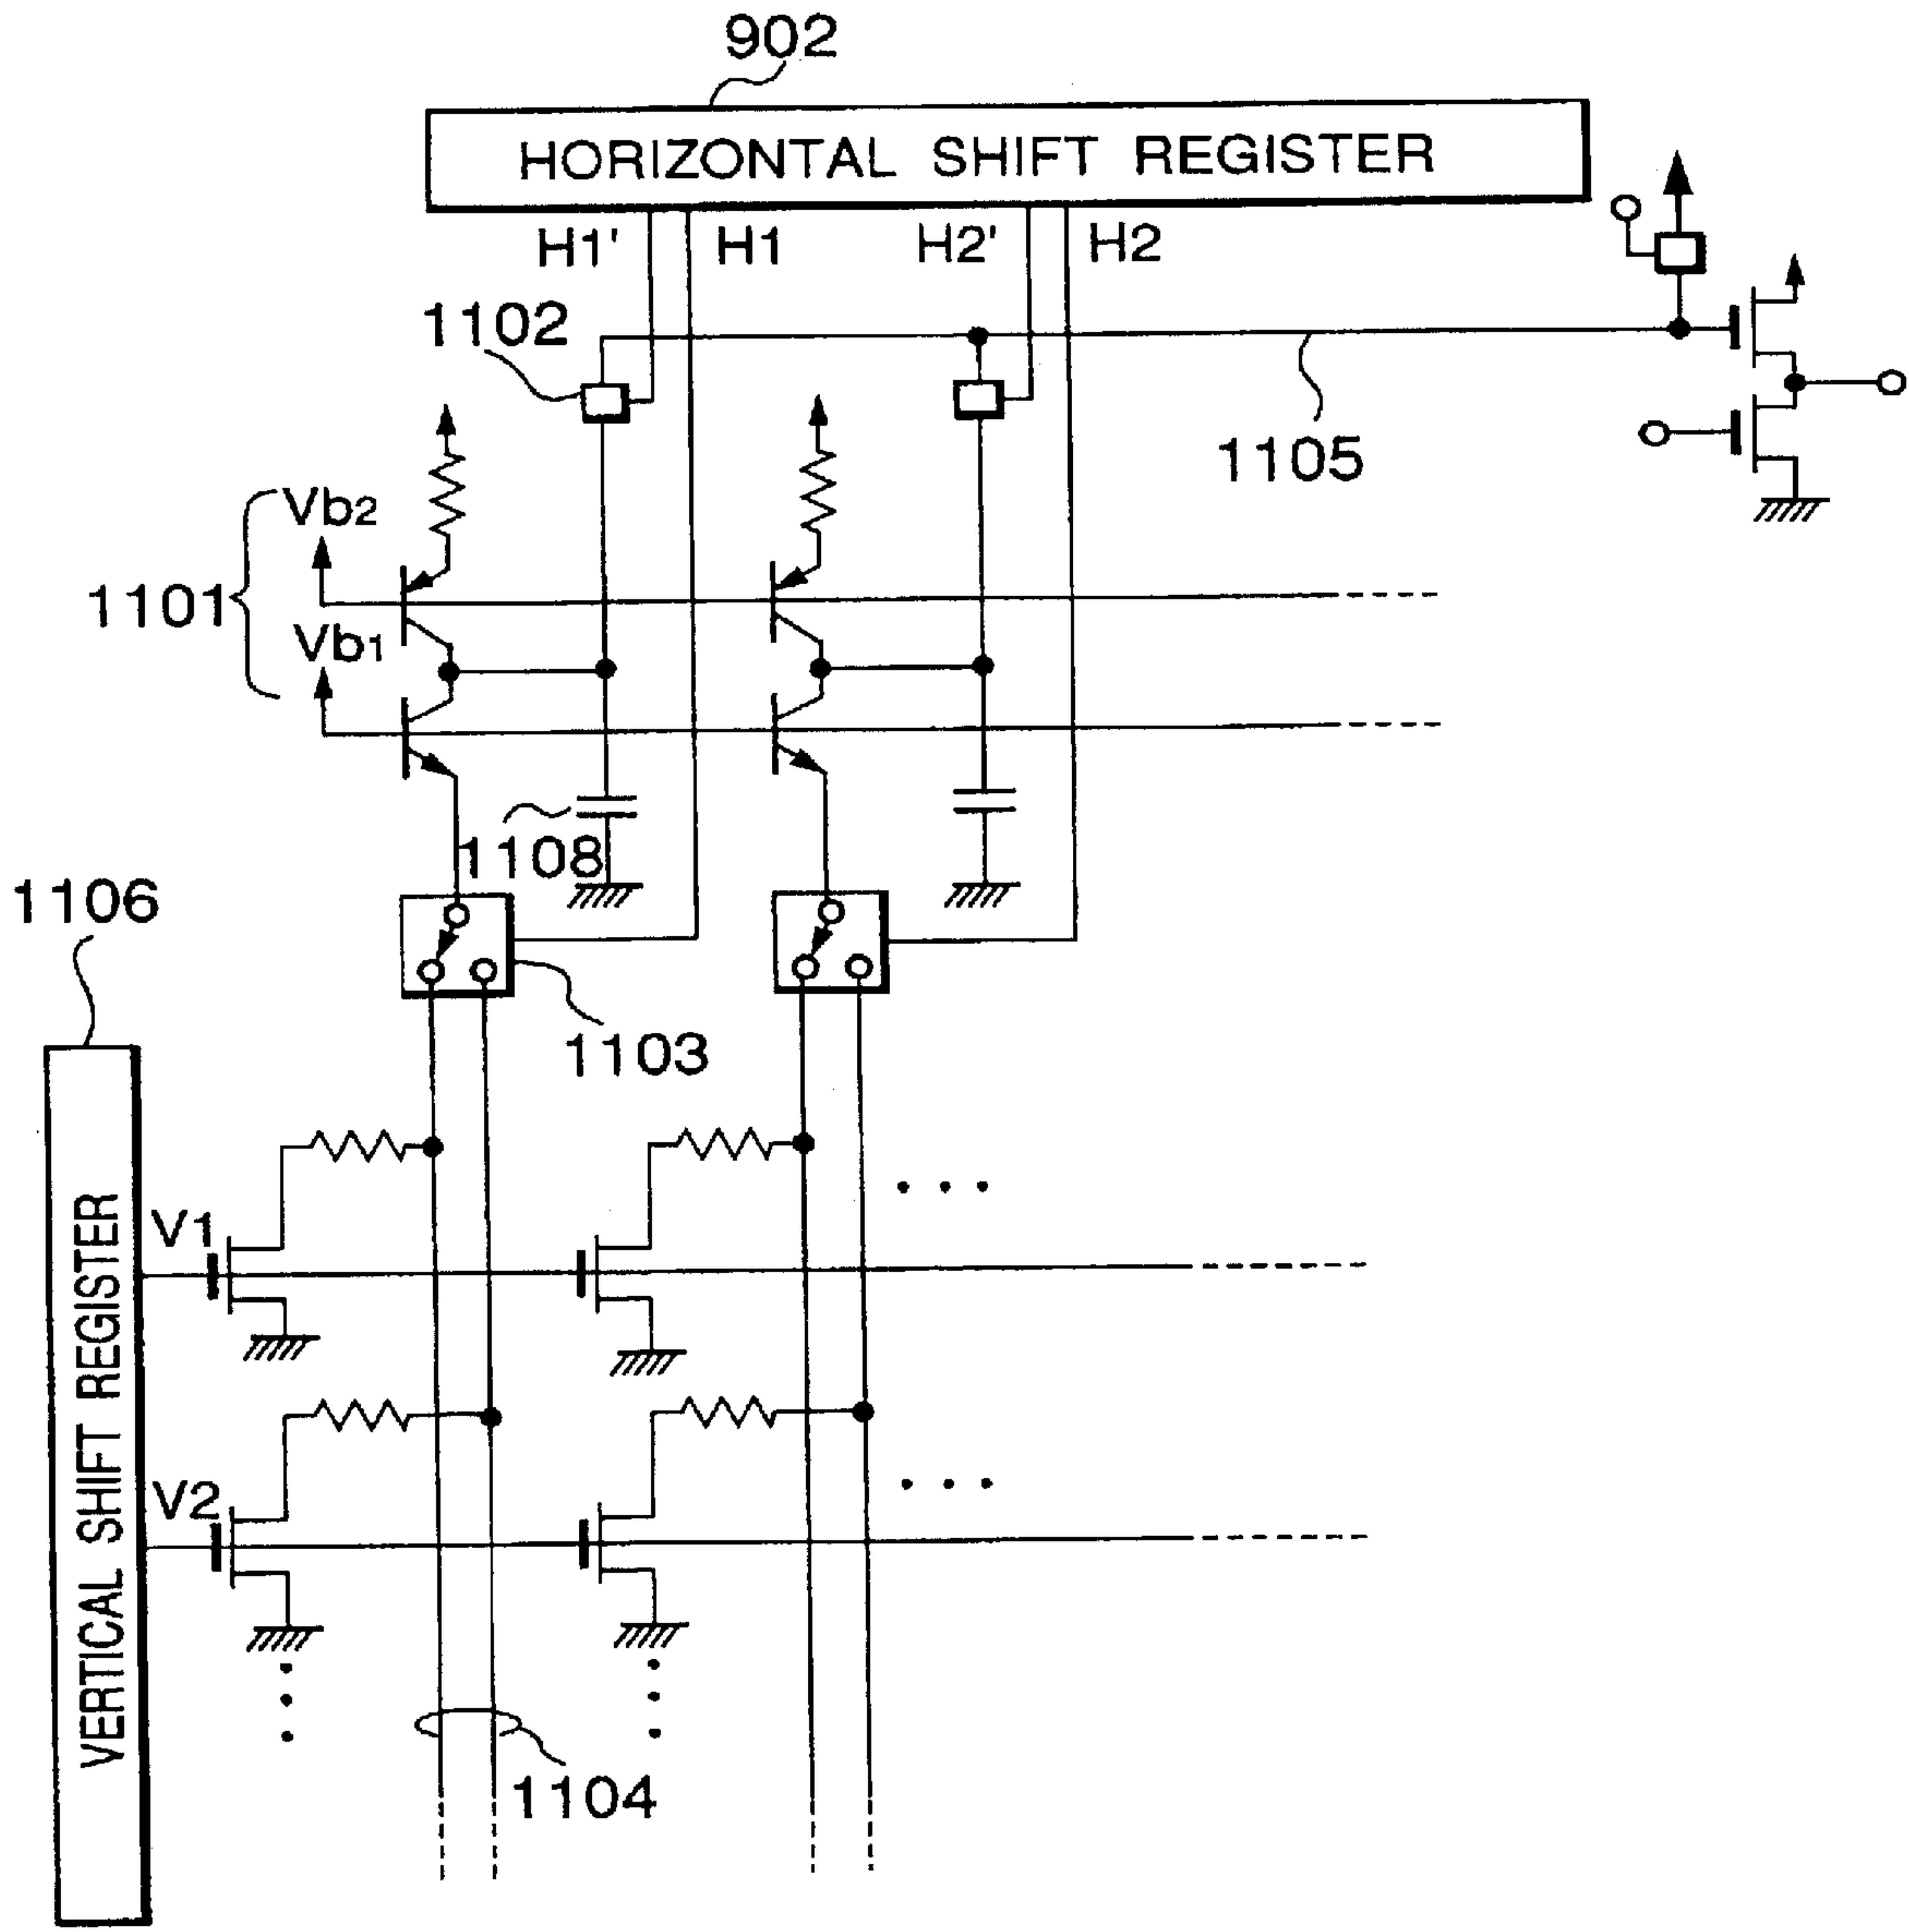 902
HORIZONTAL SHIFT REGISTER
H1' H1 H2' H2
1102
1105
Vb2
1101
Vb1
1108
1106
1103
V1
VERTICAL SHIFT REGISTER
V2
1104